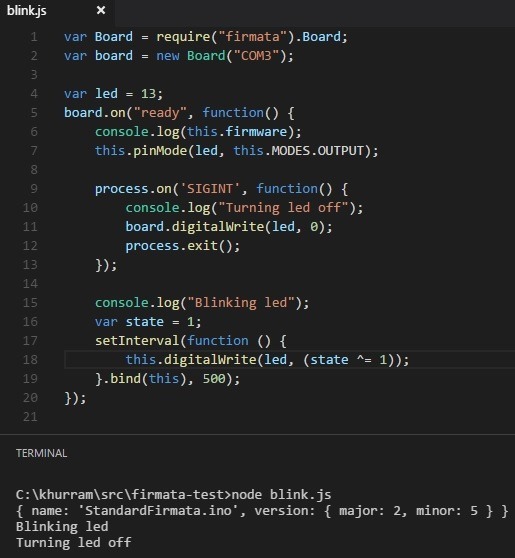 blink.js ×
1 var Board = require("firmata").Board;
2 var board = new Board("COM3");
3
4 var led = 13;
5 board.on("ready", function() {
6     console.log(this.firmware);
7     this.pinMode(led, this.MODES.OUTPUT);
8
9     process.on('SIGINT', function() {
10         console.log("Turning led off");
11         board.digitalWrite(led, 0);
12         process.exit();
13     });
14
15     console.log("Blinking led");
16     var state = 1;
17     setInterval(function () {
18         this.digitalWrite(led, (state ^= 1));
19     }.bind(this), 500);
20 });
21
TERMINAL
C:\khurram\src\firmata-test>node blink.js
{ name: 'StandardFirmata.ino', version: { major: 2, minor: 5 } }
Blinking led
Turning led off